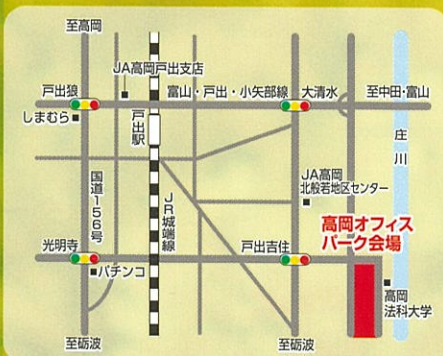 至高岡
JA高岡戸出支店
戸出狼
富山・戸出・小矢部線
大清水
至中田・富山
しまむら
戸出駅
庄川
国道156号
JR城端線
JA高岡
北般若地区センター
高岡オフィス
パーク会場
光明寺
戸出吉住
パチンコ
高岡
法科大学
至砺波
至砺波